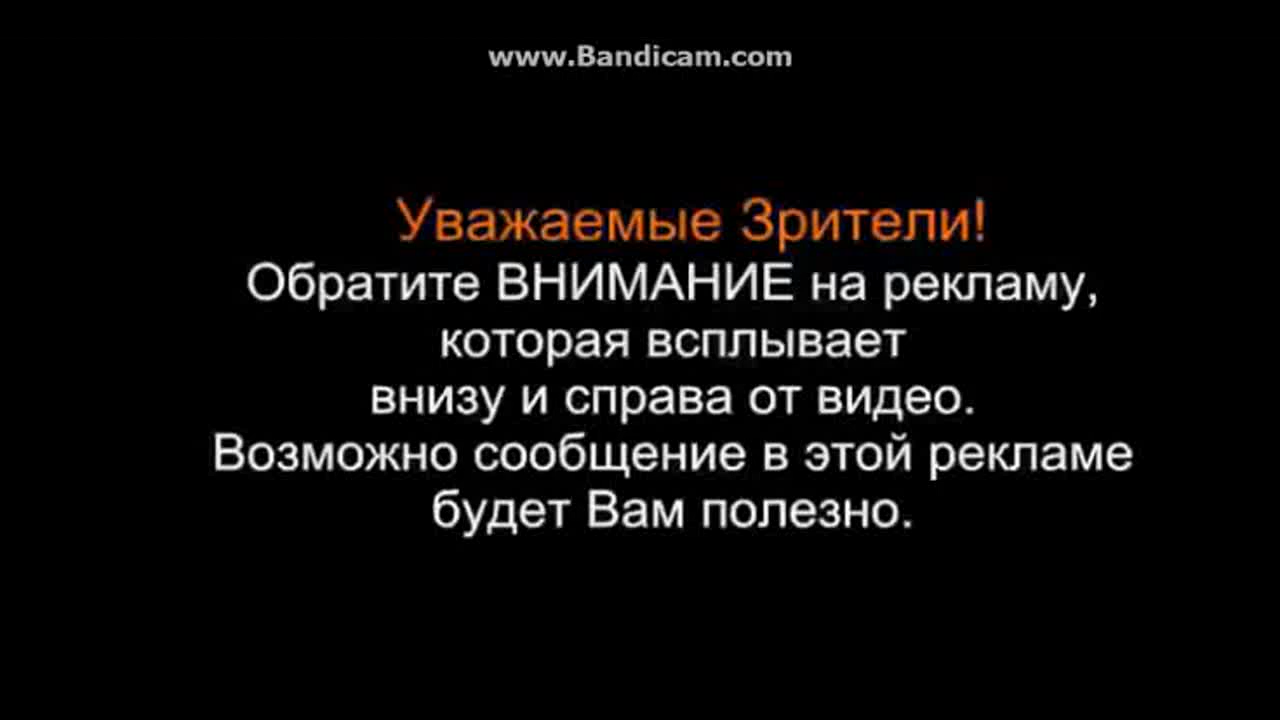 www.Bandicam.com
Уважаемые Зрители!
Обратите ВНИМАНИЕ на рекламу,
которая всплывает
внизу и справа от видео.
Возможно сообщение в этой рекламе
будет Вам полезно.